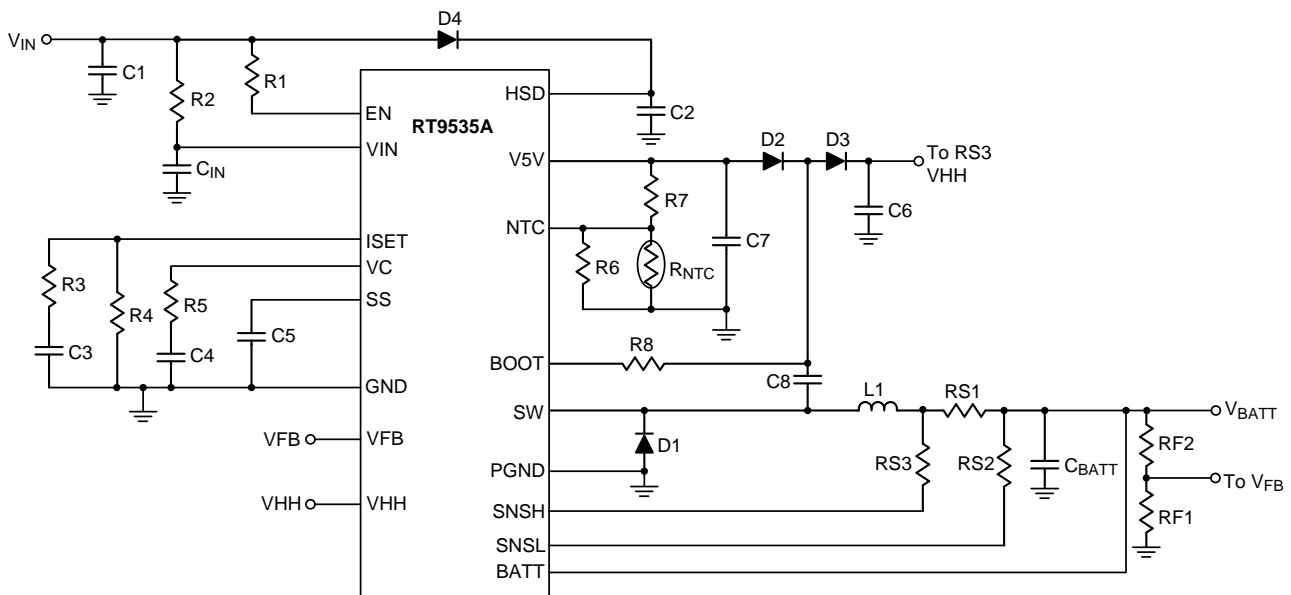 D4
VIN
C1
R2
R1
HSD
EN
RT9535A
C2
VIN
CIN
V5V
D2
D3
To RS3
VHH
R7
C6
NTC
C7
R6
RNTC
ISET
VC
SS
R3
R4
R5
C5
C3
C4
GND
BOOT
R8
C8
SW
L1
RS1
VBATT
D1
RS3
RS2
CBATT
RF2
VFB
VFB
PGND
To VFB
RF1
VHH
VHH
SNSH
SNSL
BATT